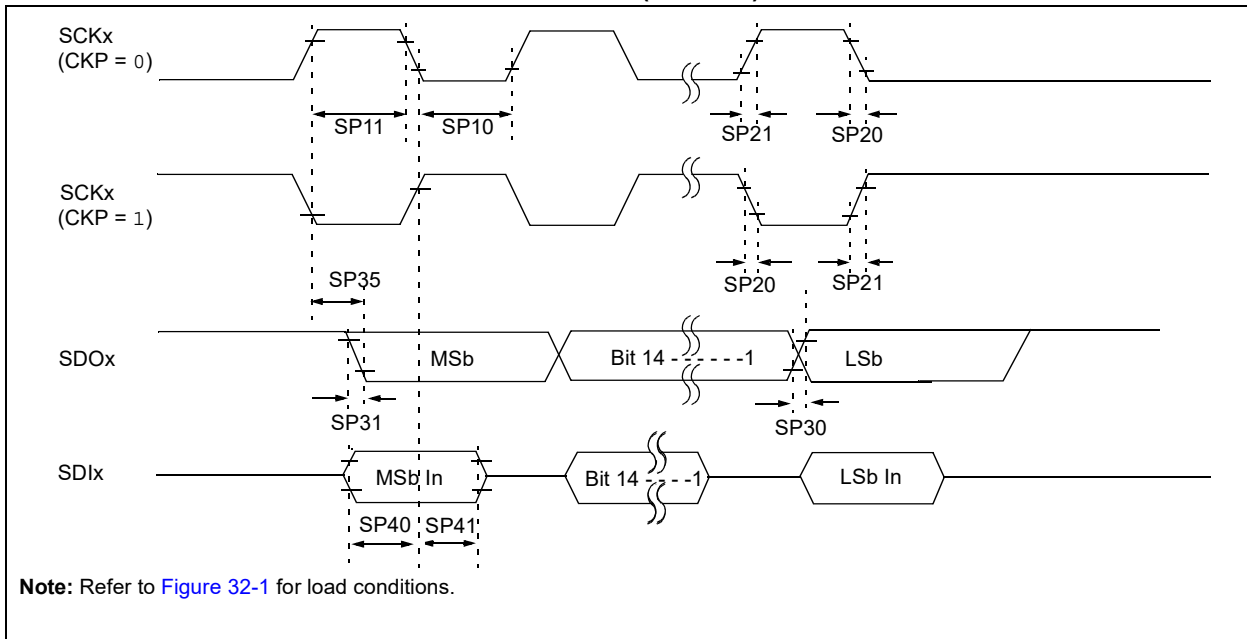 SCKx
(CKP = 0)
SP11
SP10
SP21
SP20
SCKx
(CKP = 1)
SP35
SP20
SP21
SDOx
MSb
Bit 14 - - - - - -1
LSb
SP31
SP30
SDIx
MSb In
Bit 14 - - - - -1
LSb In
SP40
SP41
Note: Refer to Figure 32-1 for load conditions.